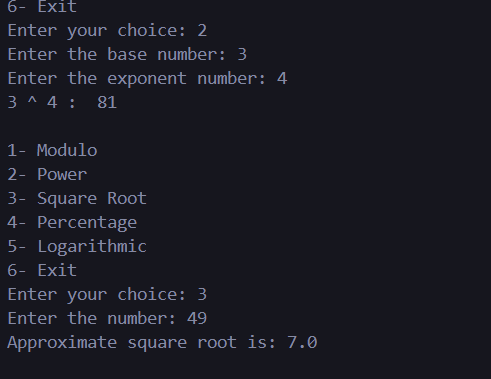 6- Exit
Enter your choice: 2
Enter the base number: 3
Enter the exponent number: 4
3 ^ 4 :  81
1- Modulo
2- Power
3- Square Root
4- Percentage
5- Logarithmic
6- Exit
Enter your choice: 3
Enter the number: 49
Approximate square root is: 7.0